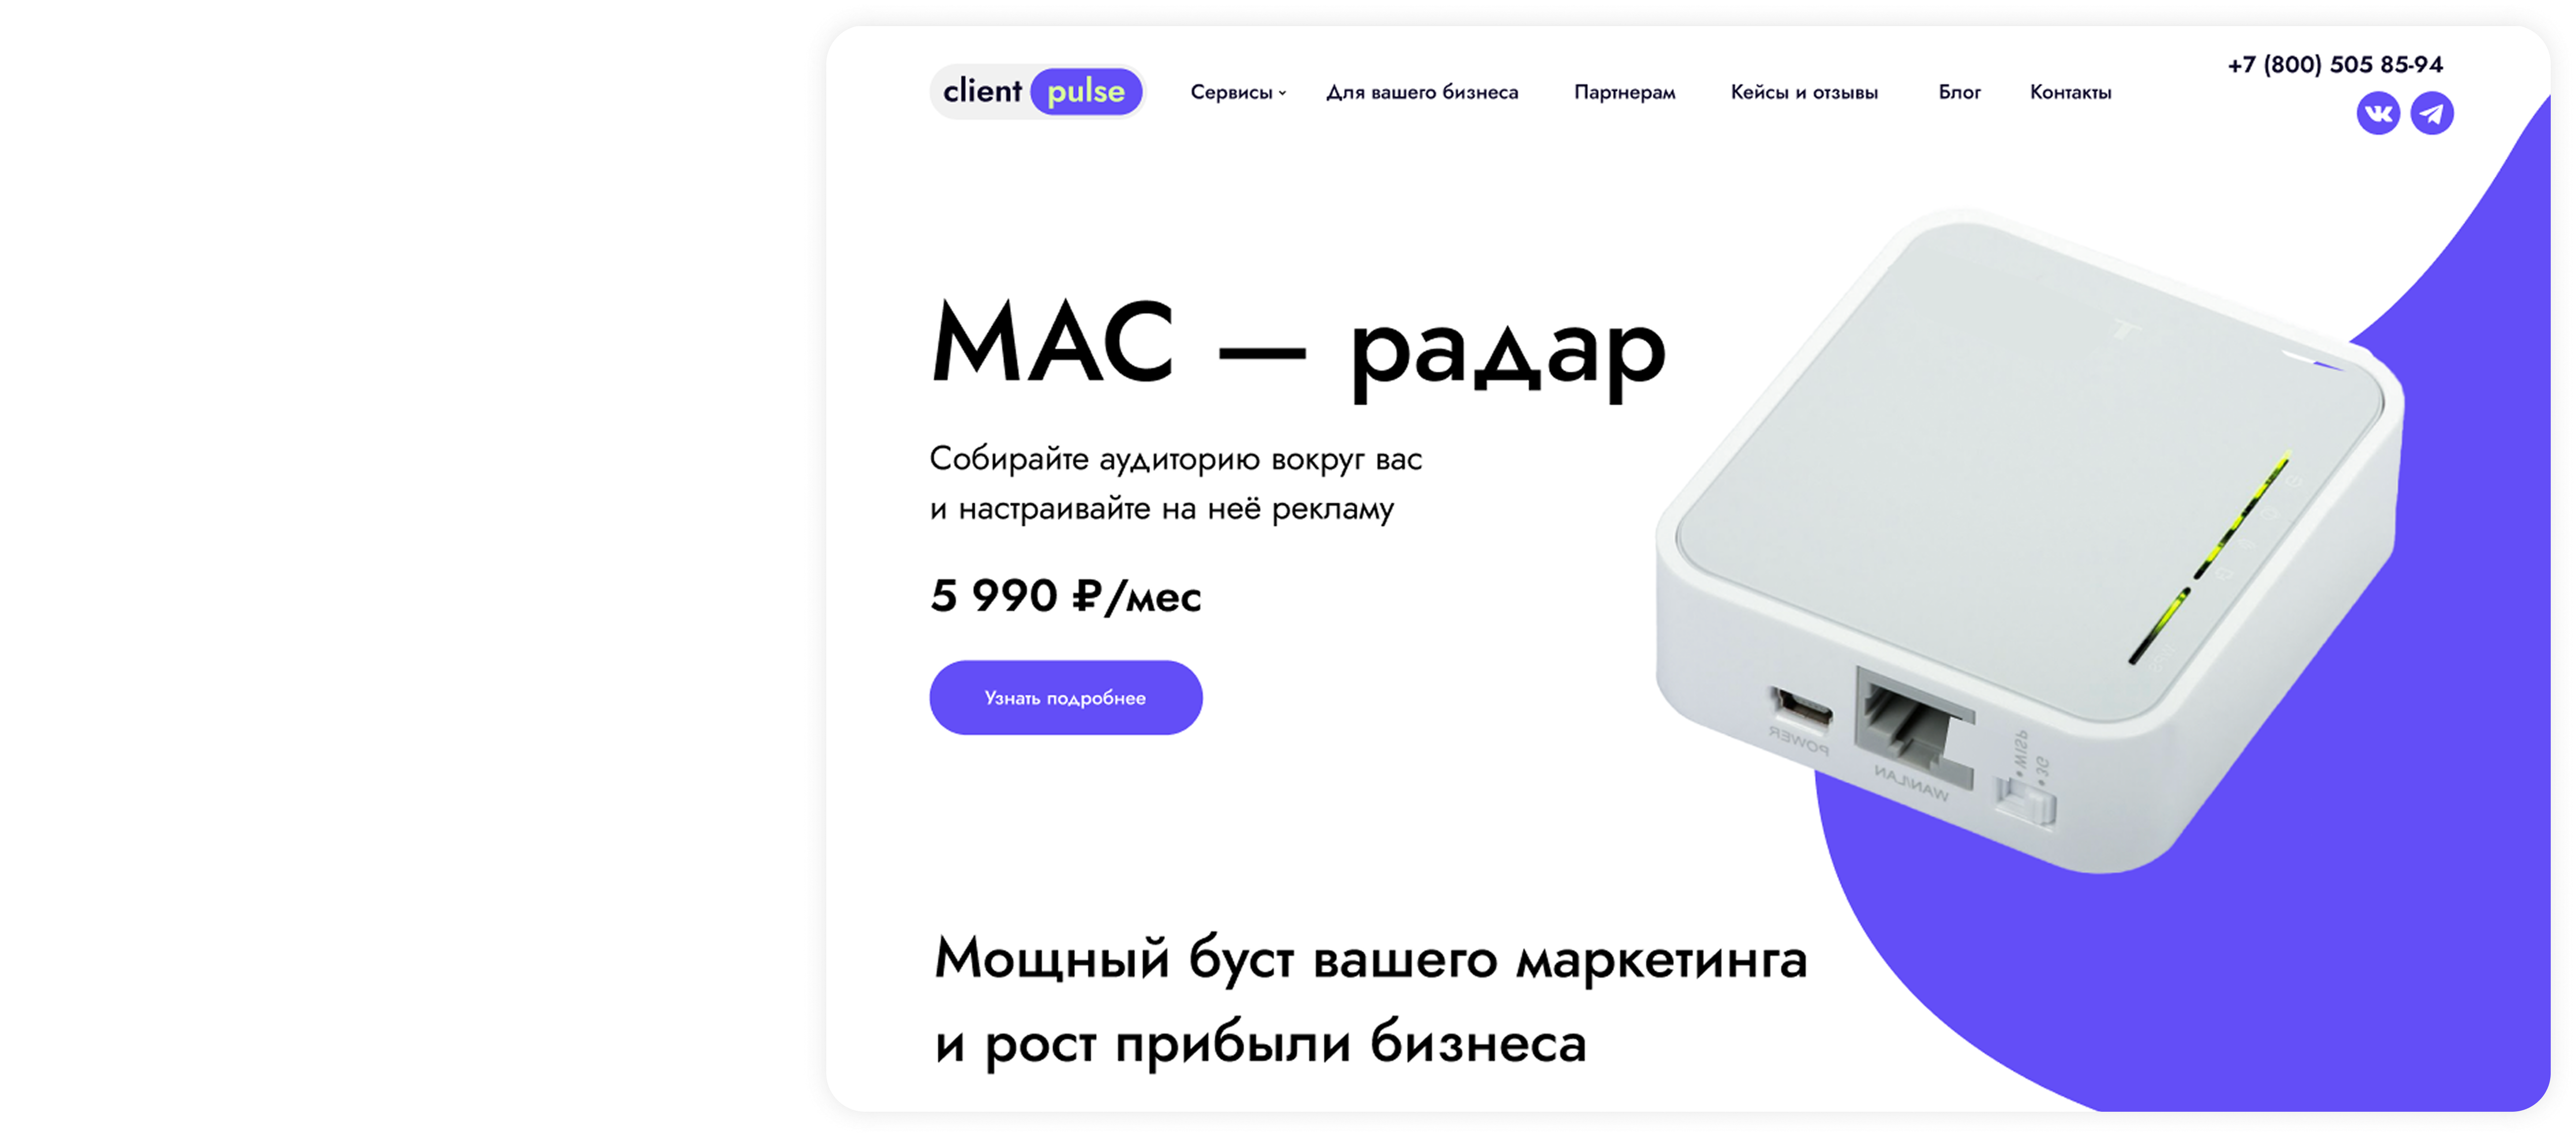 client pulse
Сервисы
Для вашего бизнеса
Партнерам
Кейсы и отзывы
Блог
Контакты
+7 (800) 505 85-94
МАС — радар
Собирайте аудиторию вокруг вас
и настраивайте на неё рекламу
5 990 ₽/мес
Узнать подробнее
POWER
WAN/LAN
WISP
3G
Мощный буст вашего маркетинга
и рост прибыли бизнеса